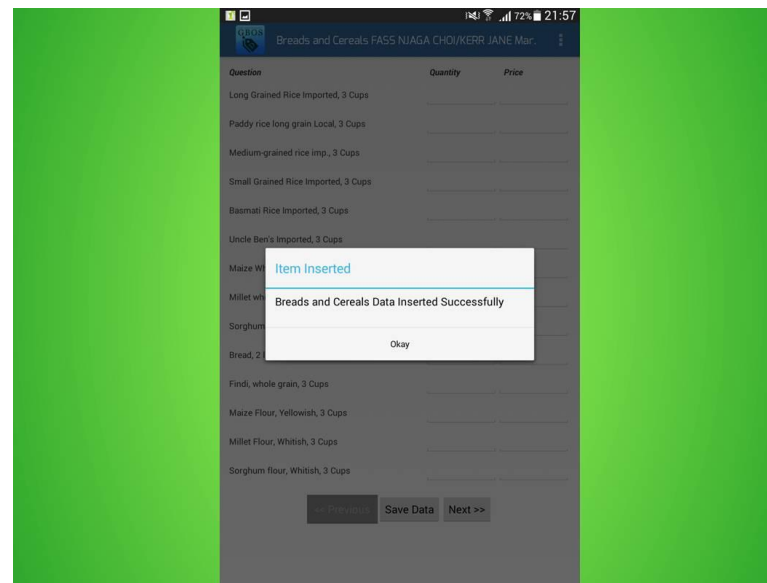 72% 21:57
GBOS
Breads and Cereals FASS NJAGA CHOI/KERR JANE Mar.
Question Quantity Price
Long Grained Rice Imported, 3 Cups
Paddy rice long grain Local, 3 Cups
Medium-grained rice imp., 3 Cups
Small Grained Rice Imported, 3 Cups
Basmati Rice Imported, 3 Cups
Uncle Ben's Imported, 3 Cups
Maize
Item Inserted
Millet
Breads and Cereals Data Inserted Successfully
Sorghum
Okay
Bread, 2
Findi, whole grain, 3 Cups
Maize Flour, Yellowish, 3 Cups
Millet Flour, Whitish, 3 Cups
Sorghum flour, Whitish, 3 Cups
<< Previous Save Data Next >>